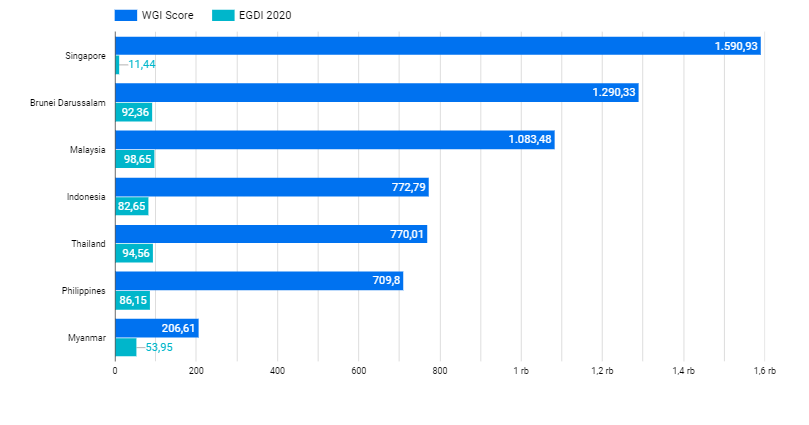 WGI Score EGDI 2020
Singapore 1.590,93
11,44
Brunei Darussalam 1.290,33
92,36
Malaysia 1.083,48
98,65
Indonesia 772,79
82,65
Thailand 770,01
94,56
Philippines 709,8
86,15
Myanmar 206,61
53,95
0 200 400 600 800 1 rb 1,2 rb 1,4 rb 1,6 rb